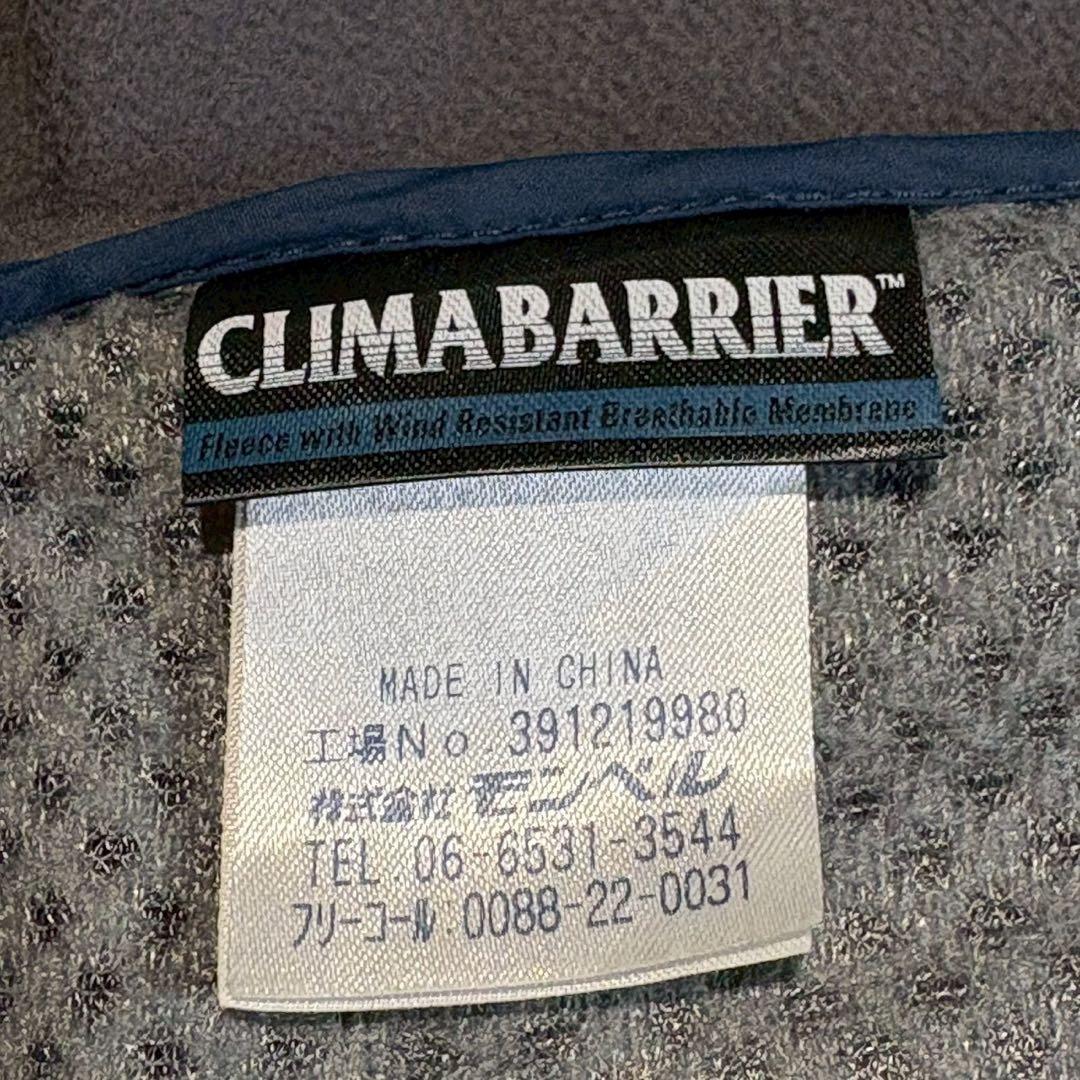 CLIMABARRIER™
Fleece with Wind Resistant Breathable Membrane
MADE IN CHINA
工場No.391219980
株式会社モンベル
TEL.06-6531-3544
フリーコール.0088-22-0031